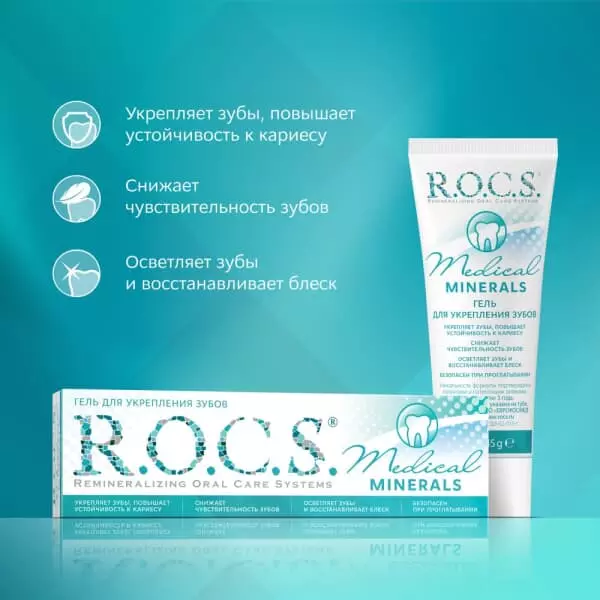 Укрепляет зубы, повышает
устойчивость к кариесу
Снижает
чувствительность зубов
Осветляет зубы
и восстанавливает блеск
R.O.C.S.
REMINERALIZING ORAL CARE SYSTEMS
Medical
MINERALS
ГЕЛЬ
ДЛЯ УКРЕПЛЕНИЯ ЗУБОВ
УКРЕПЛЯЕТ ЗУБЫ, ПОВЫШАЕТ
УСТОЙЧИВОСТЬ К КАРИЕСУ
СНИЖАЕТ
ЧУВСТВИТЕЛЬНОСТЬ ЗУБОВ
ОСВЕТЛЯЕТ ЗУБЫ И
ВОССТАНАВЛИВАЕТ БЛЕСК
БЕЗОПАСЕН ПРИ ПРОГЛАТЫВАНИИ
5 g e
ГЕЛЬ ДЛЯ УКРЕПЛЕНИЯ ЗУБОВ
R.O.C.S.®
REMINERALIZING ORAL CARE SYSTEMS
Medical
MINERALS
УКРЕПЛЯЕТ ЗУБЫ, ПОВЫШАЕТ
УСТОЙЧИВОСТЬ К КАРИЕСУ
СНИЖАЕТ
ЧУВСТВИТЕЛЬНОСТЬ ЗУБОВ
ОСВЕТЛЯЕТ ЗУБЫ
И ВОССТАНАВЛИВАЕТ БЛЕСК
БЕЗОПАСЕН
ПРИ ПРОГЛАТЫВАНИИ